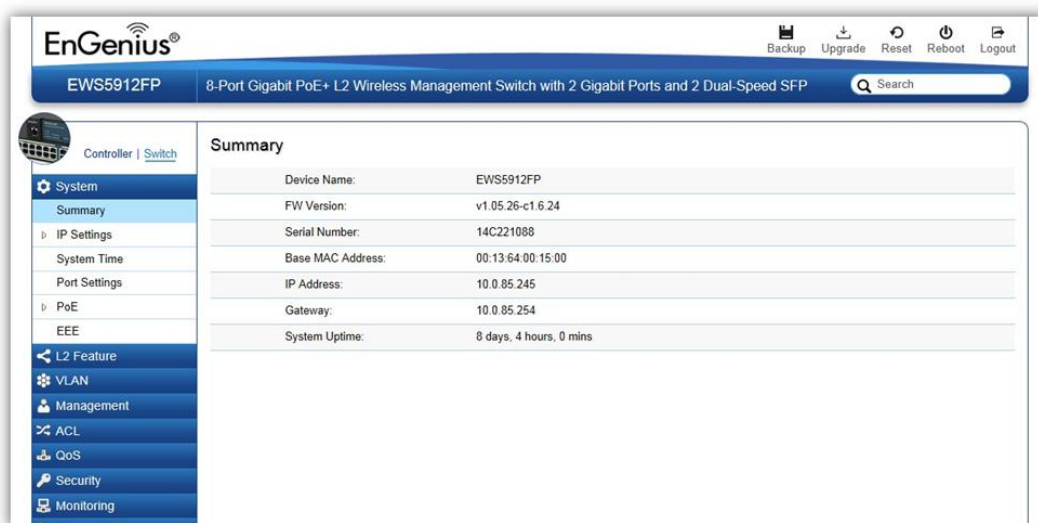 EnGenius®
Backup Upgrade Reset Reboot Logout
EWS5912FP 8-Port Gigabit PoE+ L2 Wireless Management Switch with 2 Gigabit Ports and 2 Dual-Speed SFP Search
Controller | Switch
Summary
System
Summary
IP Settings
System Time
Port Settings
PoE
EEE
L2 Feature
VLAN
Management
ACL
QoS
Security
Monitoring
Device Name: EWS5912FP
FW Version: v1.05.26-c1.6.24
Serial Number: 14C221088
Base MAC Address: 00:13:64:00:15:00
IP Address: 10.0.85.245
Gateway: 10.0.85.254
System Uptime: 8 days, 4 hours, 0 mins